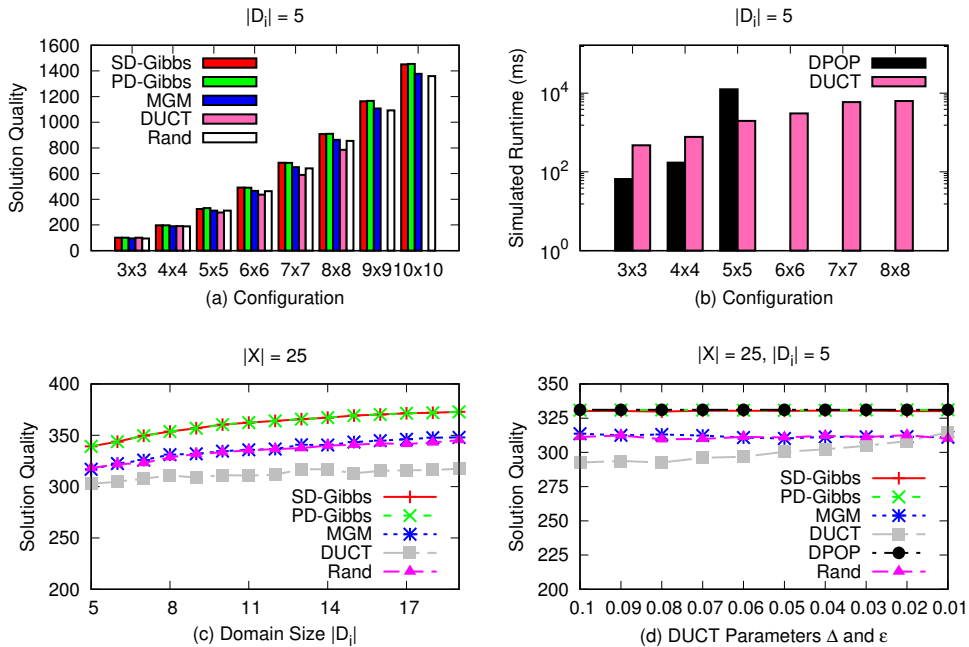 |Di| = 5
Solution Quality
1600
1400
1200
1000
800
600
400
200
0
SD-Gibbs
PD-Gibbs
MGM
DUCT
Rand
3x3 4x4 5x5 6x6 7x7 8x8 9x9 10x10
(a) Configuration
|Di| = 5
Simulated Runtime (ms)
10^4
10^2
10^0
DPOP
DUCT
3x3 4x4 5x5 6x6 7x7 8x8
(b) Configuration
|X| = 25
Solution Quality
400
350
300
250
200
SD-Gibbs
PD-Gibbs
MGM
DUCT
Rand
5 8 11 14 17
(c) Domain Size |Di|
|X| = 25, |Di| = 5
Solution Quality
350
325
300
275
250
225
200
SD-Gibbs
PD-Gibbs
MGM
DUCT
DPOP
Rand
0.1 0.09 0.08 0.07 0.06 0.05 0.04 0.03 0.02 0.01
(d) DUCT Parameters Δ and ε